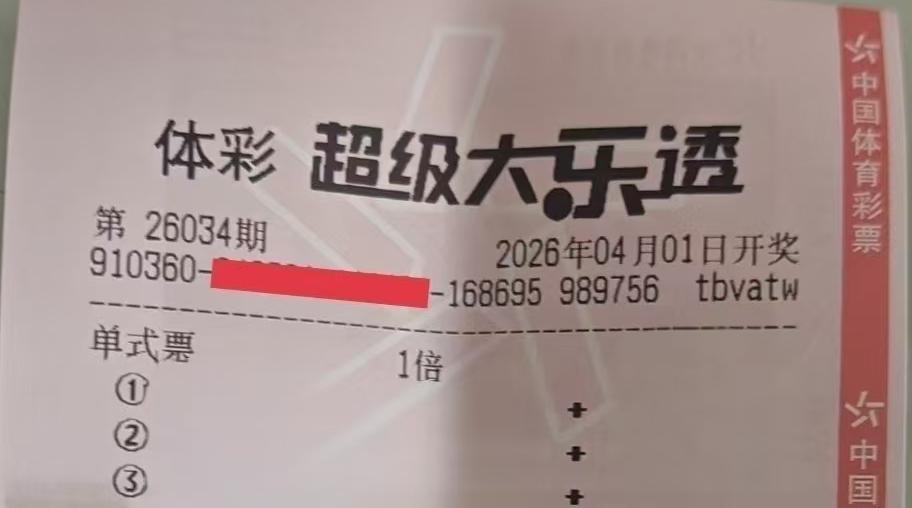 体彩 超级大乐透
第 26034期 2026年04月01日开奖
910360- -168695 989756 tbvatw
单式票 1倍
① +
② +
③ +
中国体育彩票
中国